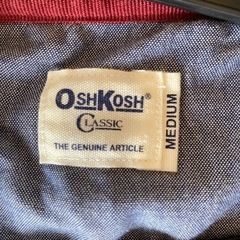 OSHKOSH®
CLASSIC
THE GENUINE ARTICLE
MEDIUM